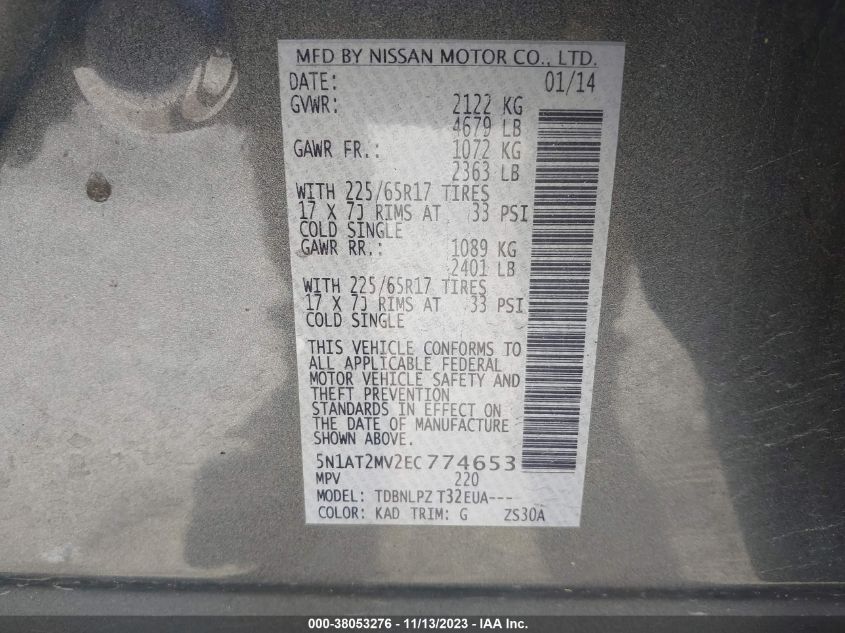 MFD BY NISSAN MOTOR CO., LTD.
DATE: 01/14
GVWR: 2122 KG
4679 LB
GAWR FR.: 1072 KG
2363 LB
WITH 225/65R17 TIRES
17 X 7J RIMS AT 33 PSI
COLD SINGLE
GAWR RR.: 1089 KG
2401 LB
WITH 225/65R17 TIRES
17 X 7J RIMS AT 33 PSI
COLD SINGLE
THIS VEHICLE CONFORMS TO
ALL APPLICABLE FEDERAL
MOTOR VEHICLE SAFETY AND
THEFT PREVENTION
STANDARDS IN EFFECT ON
THE DATE OF MANUFACTURE
SHOWN ABOVE.
5N1AT2MV2EC774653
MPV 220
MODEL: TDBNLPZ T32EUA---
COLOR: KAD TRIM: G ZS30A
000-38053276 - 11/13/2023 - IAA Inc.